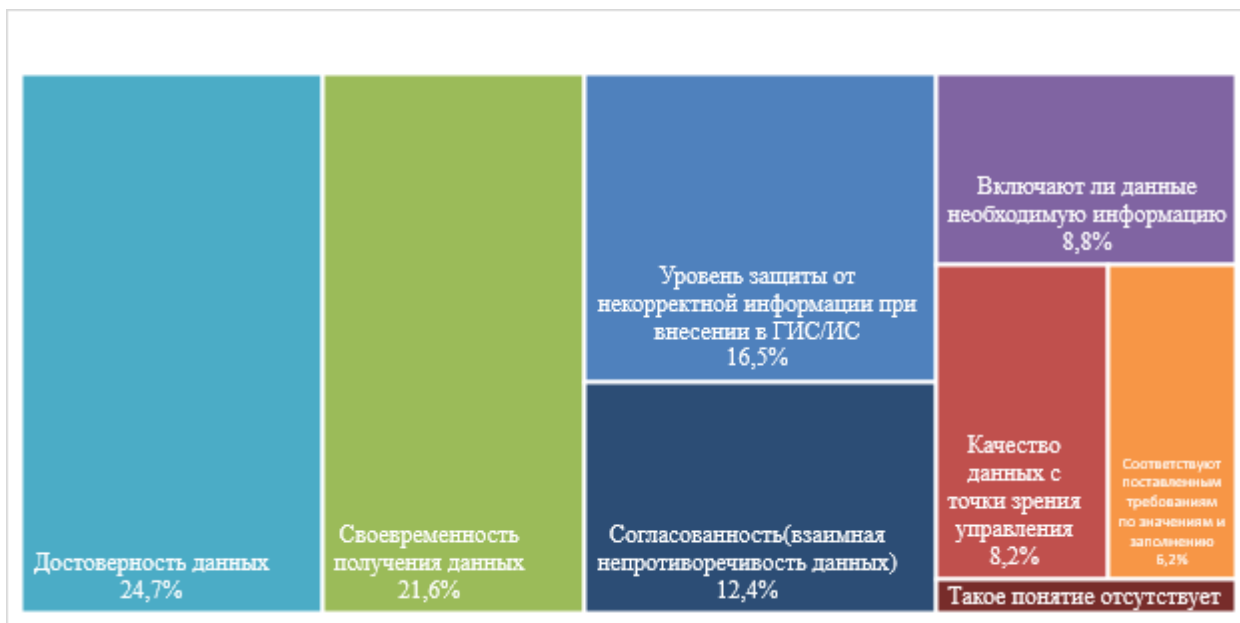 Достоверность данных
24,7%
Своевременность
получения данных
21,6%
Уровень защиты от
некорректной информации при
внесении в ГИС/ИС
16,5%
Согласованность(взаимная
непротиворечивость данных)
12,4%
Включают ли данные
необходимую информацию
8,8%
Качество
данных с
точки зрения
управления
8,2%
Соответствуют
поставленным
требованиям
по значениям и
заполнению
6,2%
Такое понятие отсутствует